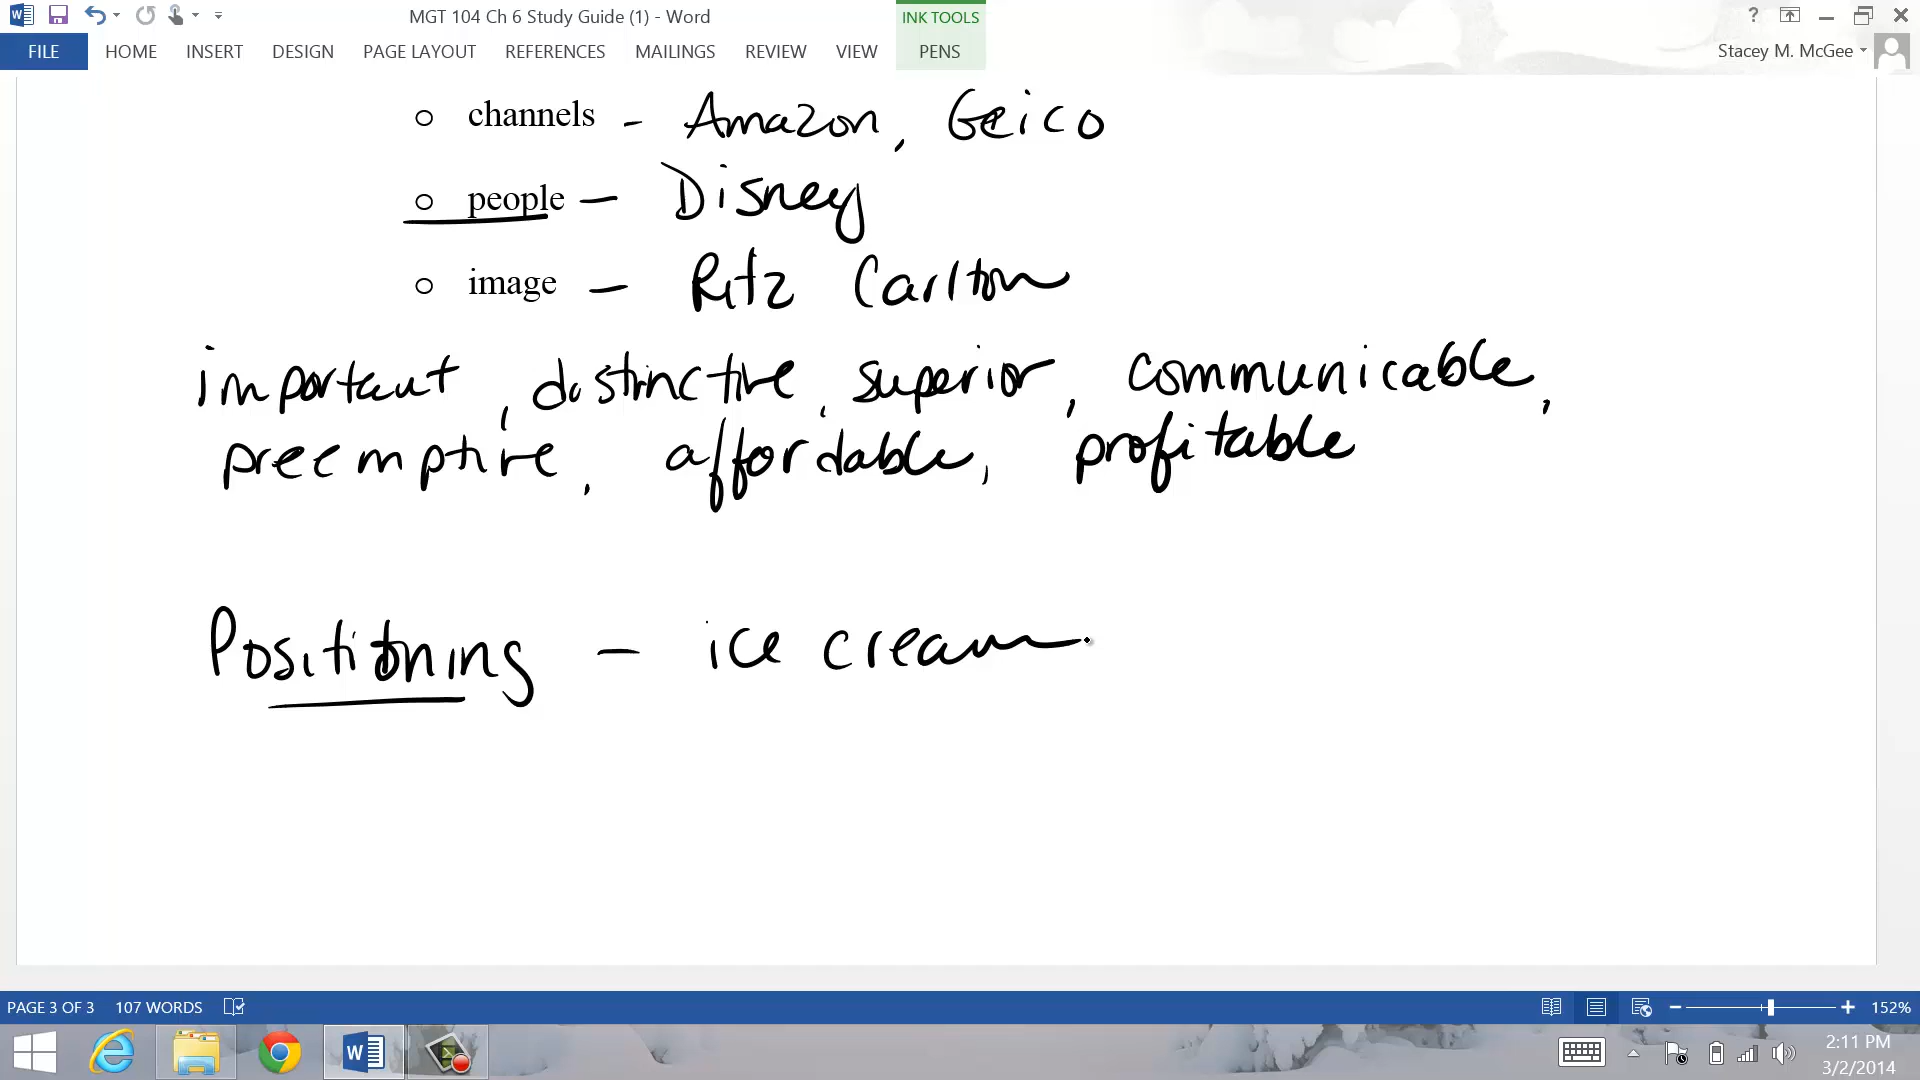 MGT 104 Ch 6 Study Guide (1) - Word
INK TOOLS
?
FILE HOME INSERT DESIGN PAGE LAYOUT REFERENCES MAILINGS REVIEW VIEW PENS
Stacey M. McGee
○ channels - Amazon, Geico
○ people — Disney
○ image — Ritz Carlton
important, distinctive, superior, communicable,
preemptive, affordable, profitable
Positioning — ice cream
PAGE 3 OF 3 107 WORDS
152%
2:11 PM
3/2/2014